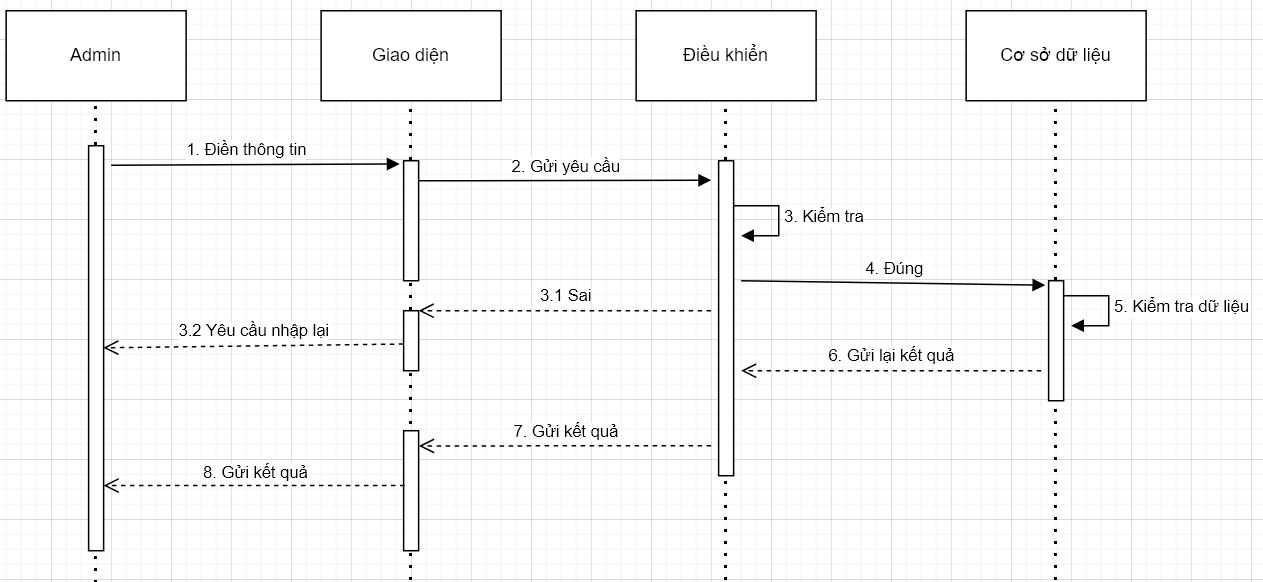 Admin
Giao diện
Điều khiển
Cơ sở dữ liệu
1. Điền thông tin
2. Gửi yêu cầu
3. Kiểm tra
4. Đúng
3.1 Sai
5. Kiểm tra dữ liệu
3.2 Yêu cầu nhập lại
6. Gửi lại kết quả
7. Gửi kết quả
8. Gửi kết quả